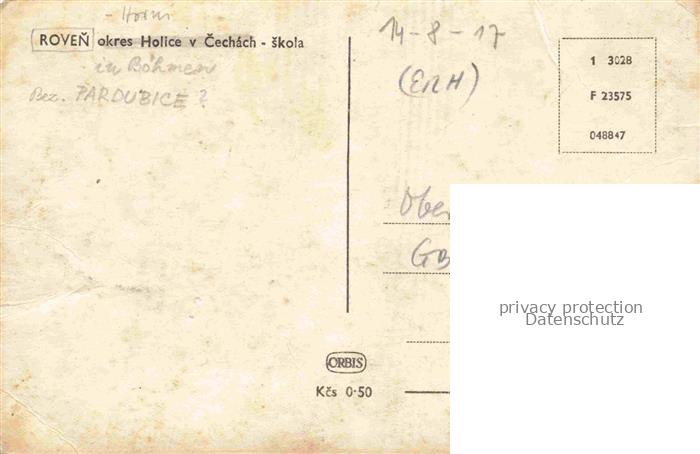 - Horní
ROVEŇ okres Holice v Čechách - škola
in Böhmen
Bez. PARDUBICE ?
14-8-17
(ErH)
1 3028
F 23575
048847
Ober
GB
privacy protection
Datenschutz
ORBIS
Kčs 0·50